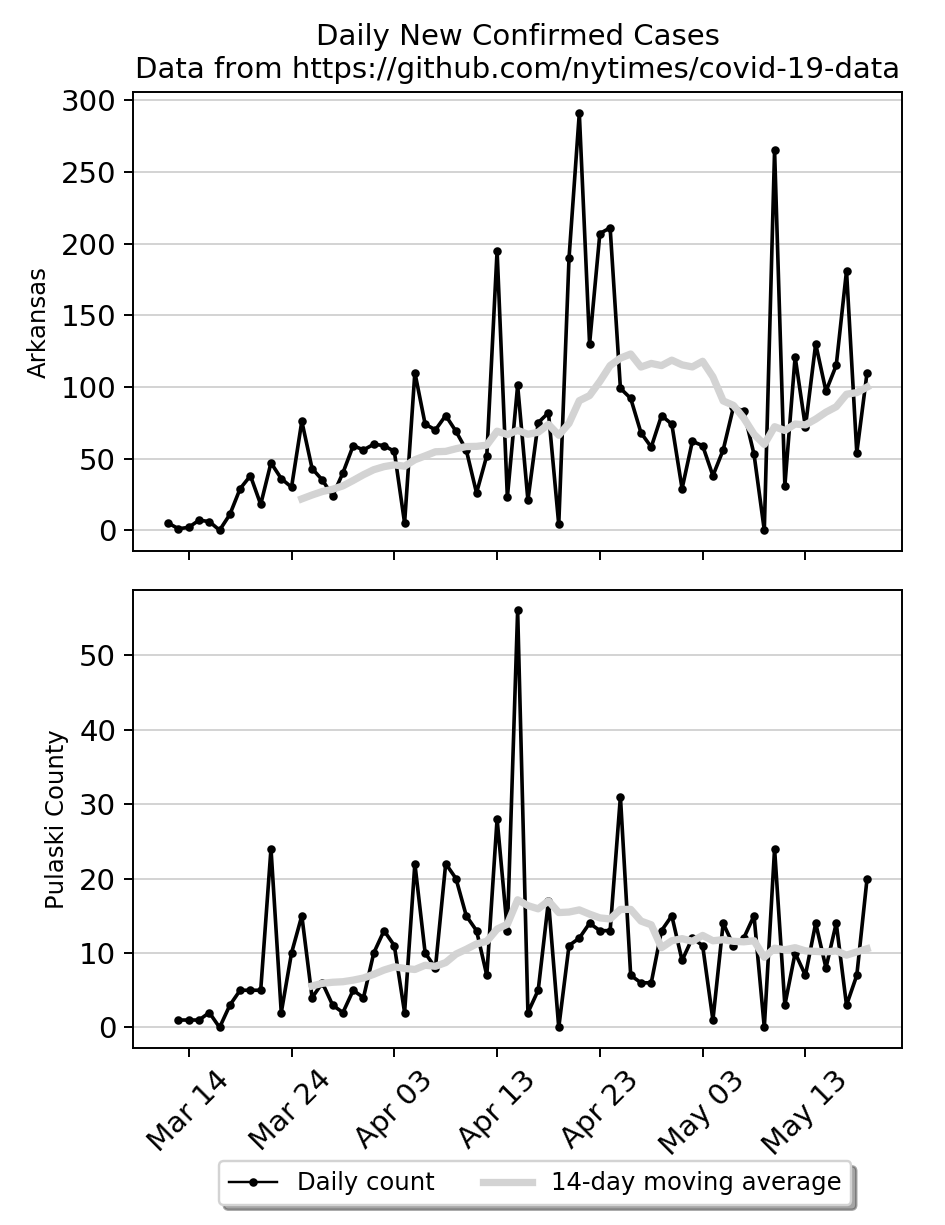 Daily New Confirmed Cases
Data from https://github.com/nytimes/covid-19-data
300
250
200
150
100
50
0
Arkansas
50
40
30
20
10
0
Pulaski County
Mar 14
Mar 24
Apr 03
Apr 13
Apr 23
May 03
May 13
Daily count
14-day moving average